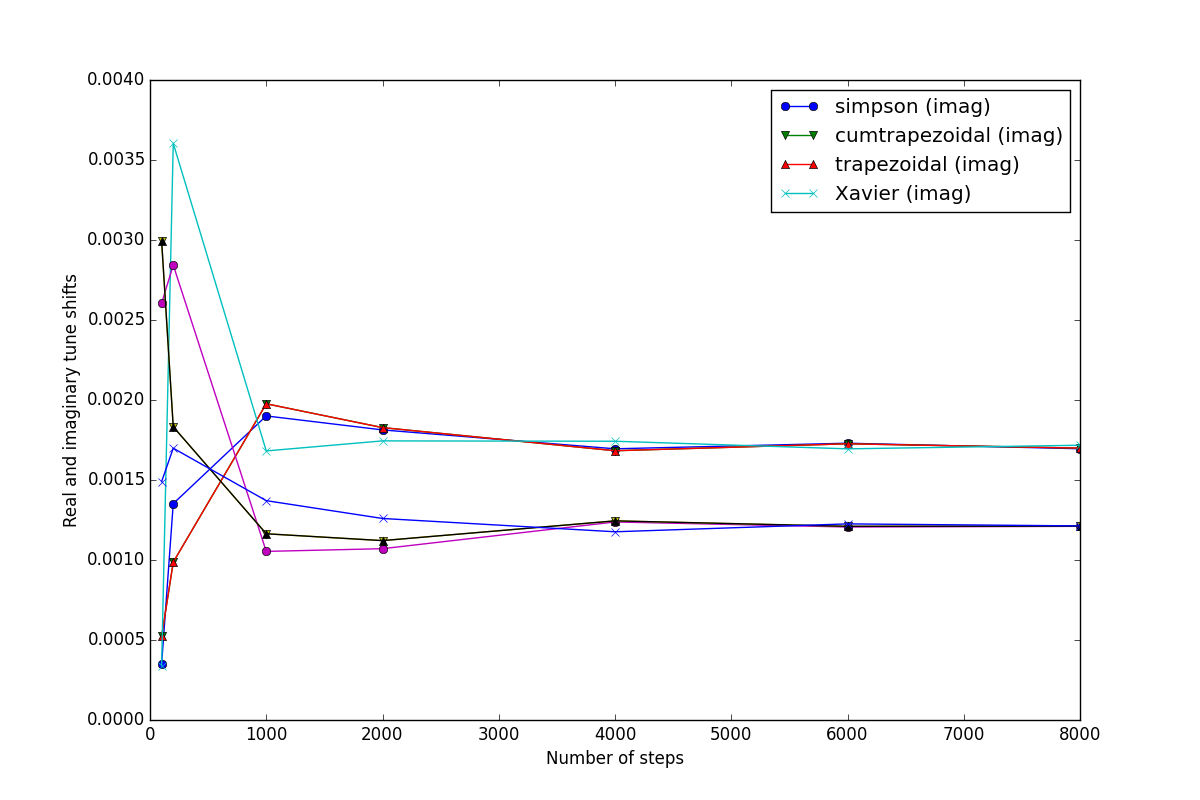 0.0040
0.0035
0.0030
0.0025
0.0020
0.0015
0.0010
0.0005
0.0000
Real and imaginary tune shifts
simpson (imag)
cumtrapezoidal (imag)
trapezoidal (imag)
Xavier (imag)
0 1000 2000 3000 4000 5000 6000 7000 8000
Number of steps